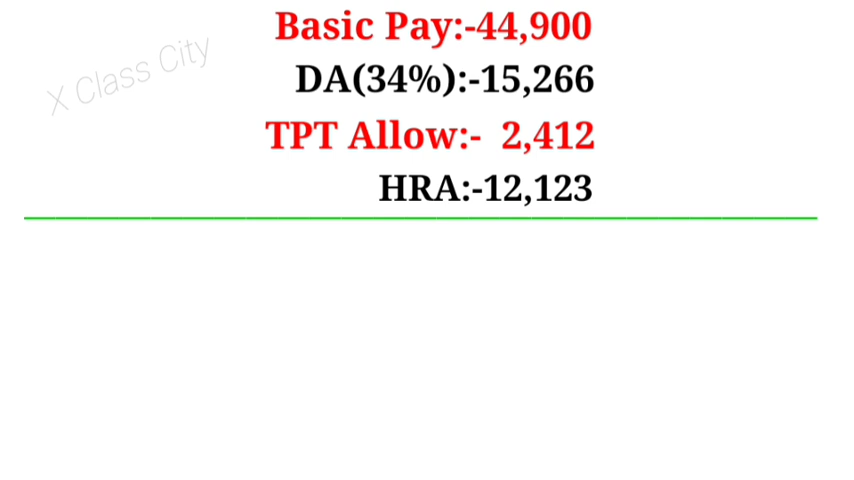 Basic Pay:-44,900
X Class City
DA(34%):-15,266
TPT Allow:- 2,412
HRA:-12,123